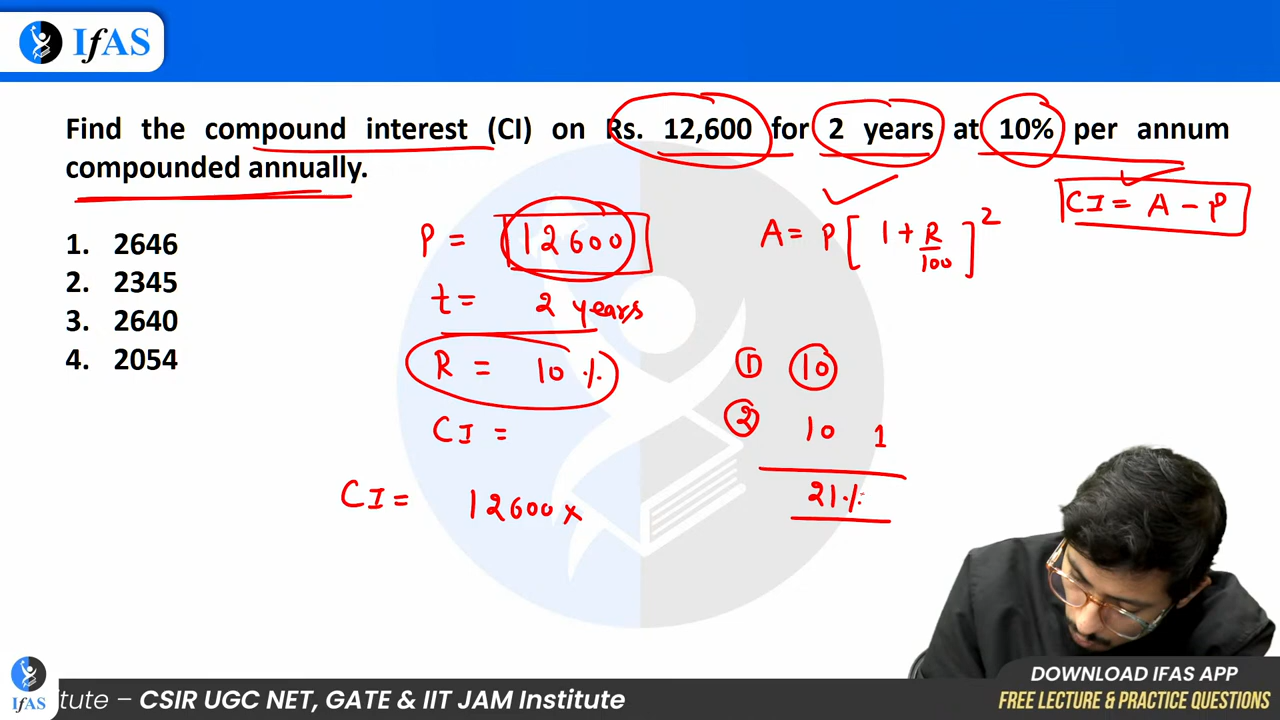 IfAS
Find the compound interest (CI) on Rs. 12,600 for 2 years at 10% per annum
compounded annually.
CI = A - P
1. 2646
2. 2345
3. 2640
4. 2054
P = 12600
t = 2 years
R = 10 %
CI =
CI = 12600 x
A = P [ 1 + R/100 ]^2
① 10
② 10 1
21%
DOWNLOAD IFAS APP
FREE LECTURE & PRACTICE QUESTIONS
IfAS
tute – CSIR UGC NET, GATE & IIT JAM Institute